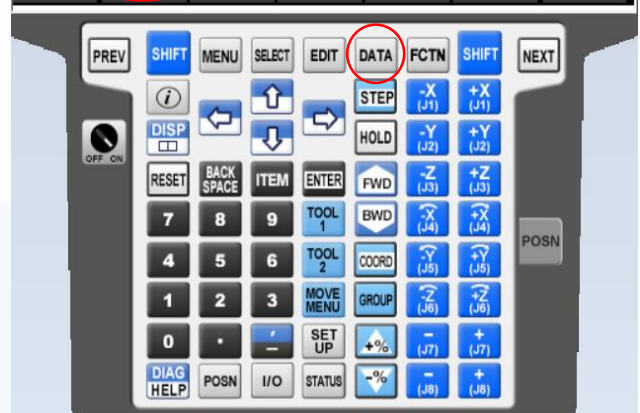 PREV SHIFT MENU SELECT EDIT DATA FCTN SHIFT NEXT
i STEP -X (J1) +X (J1)
DISP HOLD -Y (J2) +Y (J2)
OFF ON
RESET BACK SPACE ITEM ENTER FWD -Z (J3) +Z (J3)
7 8 9 TOOL 1 BWD -X (J4) +X (J4)
POSN
4 5 6 TOOL 2 COORD -Y (J5) +Y (J5)
1 2 3 MOVE MENU GROUP -Z (J6) +Z (J6)
0 . , - SET UP +% - (J7) + (J7)
DIAG HELP POSN I/O STATUS -% - (J8) + (J8)